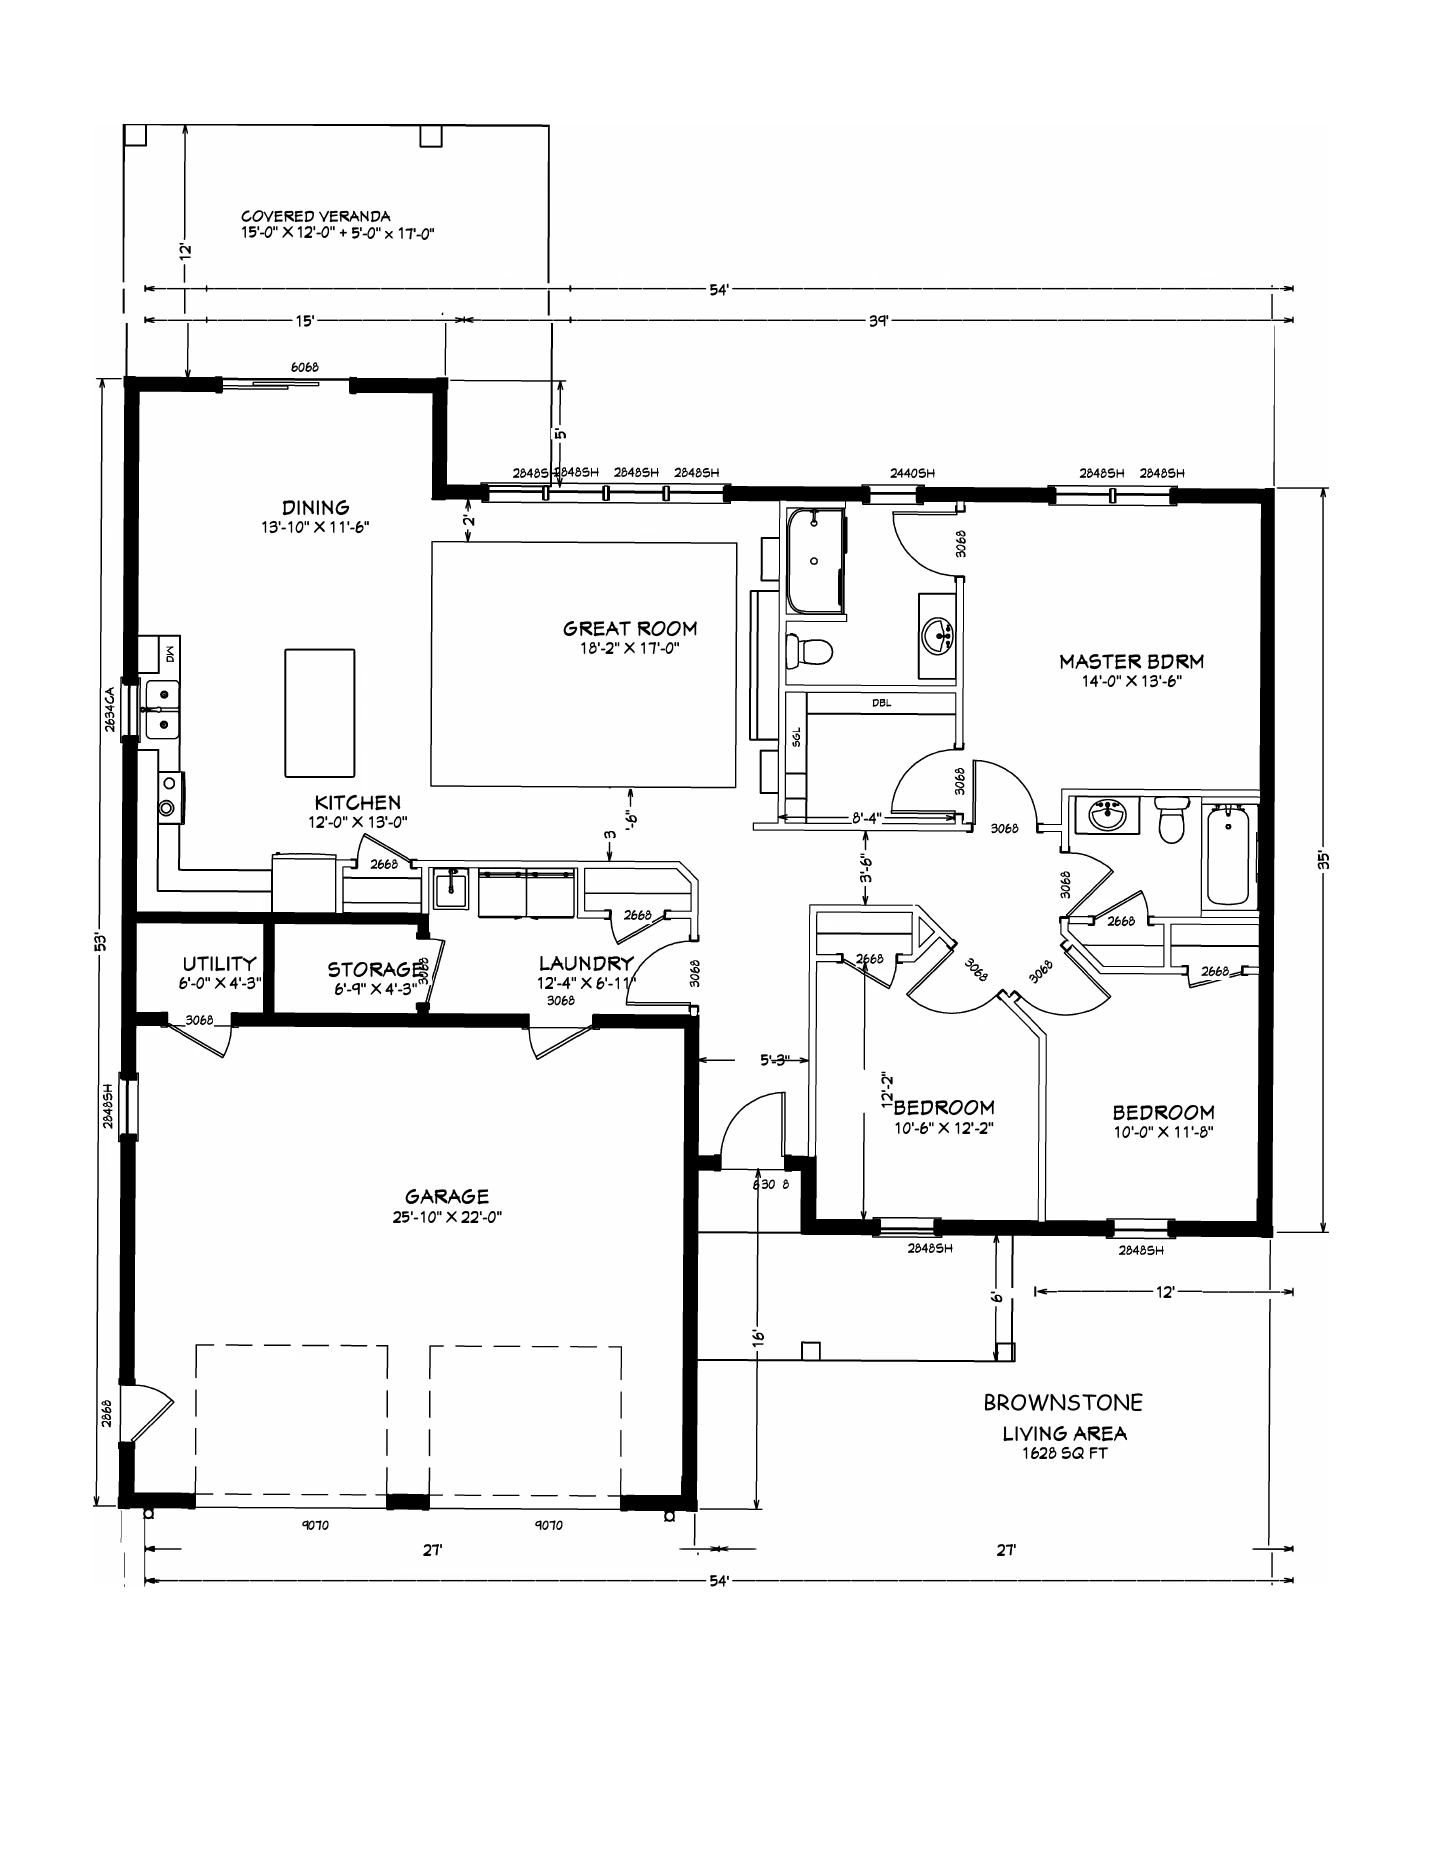 COVERED VERANDA
15'-0" X 12'-0" + 5'-0" x 17'-0"
12'
54'
15'
39'
6068
5'
2848SH
2848SH
2848SH
2848SH
2440SH
2848SH
2848SH
DINING
13'-10" X 11'-6"
2'
3068
GREAT ROOM
18'-2" X 17'-0"
DW
MASTER BDRM
14'-0" X 13'-6"
2634CA
DBL
SGL
3068
KITCHEN
12'-0" X 13'-0"
3
'-6"
8'-4"
3068
2668
3'-6"
35'
3068
2668
2668
53'
UTILITY
6'-0" X 4'-3"
STORAGE
6'-9" X 4'-3"
3068
LAUNDRY
12'-4" X 6'-11"
3068
3068
2668
3068
3068
2668
3068
5'-3"
12'-2"
2848SH
BEDROOM
10'-6" X 12'-2"
BEDROOM
10'-0" X 11'-8"
630 8
GARAGE
25'-10" X 22'-0"
2848SH
2848SH
6'
12'
16'
2868
BROWNSTONE
LIVING AREA
1628 SQ FT
9070
9070
27'
27'
54'